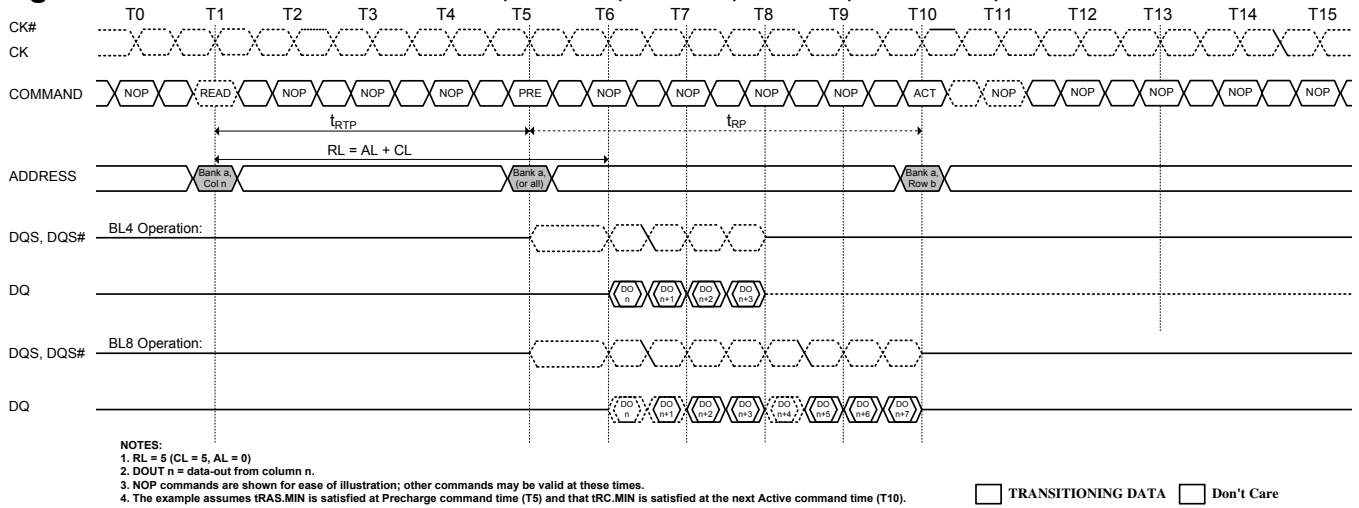 T0 T1 T2 T3 T4 T5 T6 T7 T8 T9 T10 T11 T12 T13 T14 T15
CK#
CK
COMMAND NOP READ NOP NOP NOP PRE NOP NOP NOP NOP ACT NOP NOP NOP NOP NOP
tRTP tRP
RL = AL + CL
ADDRESS Bank a, Col n Bank a, (or all) Bank a, Row b
BL4 Operation:
DQS, DQS#
DQ DO n DO n+1 DO n+2 DO n+3
BL8 Operation:
DQS, DQS#
DQ DO n DO n+1 DO n+2 DO n+3 DO n+4 DO n+5 DO n+6 DO n+7
NOTES:
1. RL = 5 (CL = 5, AL = 0)
2. DOUT n = data-out from column n.
3. NOP commands are shown for ease of illustration; other commands may be valid at these times.
4. The example assumes tRAS.MIN is satisfied at Precharge command time (T5) and that tRC.MIN is satisfied at the next Active command time (T10).
TRANSITIONING DATA Don't Care